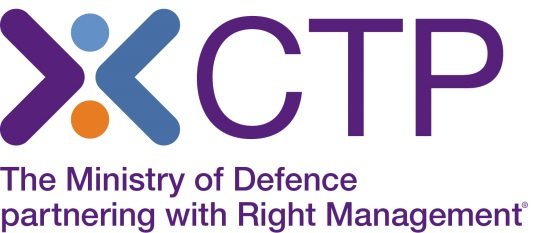 CTP
The Ministry of Defence
partnering with Right Management®